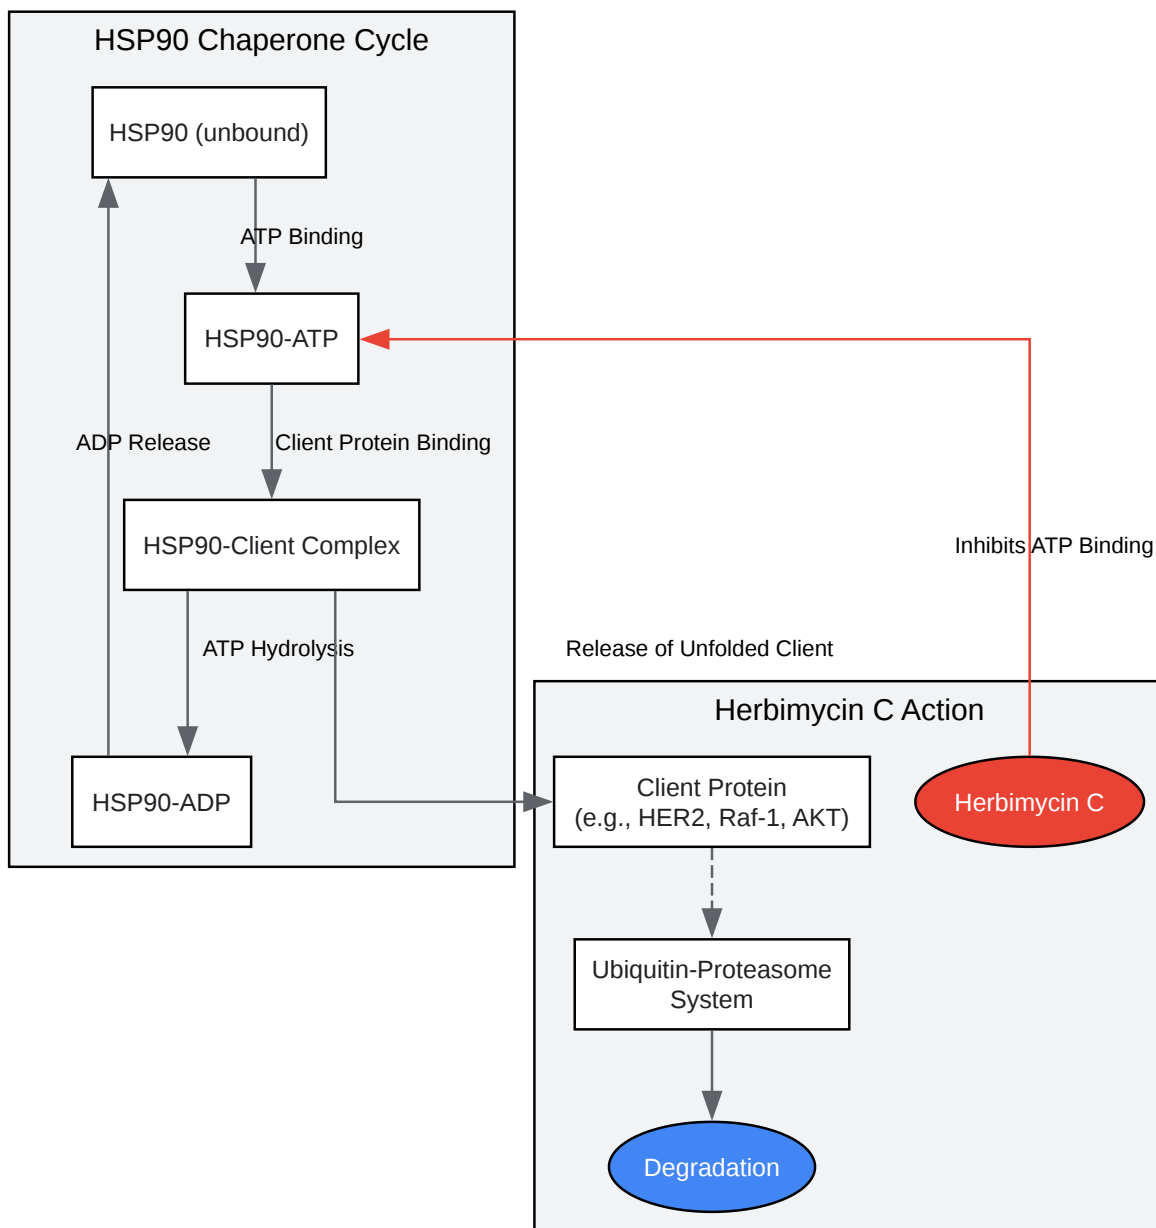 HSP90 Chaperone Cycle
HSP90 (unbound)
ATP Binding
HSP90-ATP
ADP Release
Client Protein Binding
HSP90-Client Complex
Inhibits ATP Binding
ATP Hydrolysis
Release of Unfolded Client
Herbimycin C Action
HSP90-ADP
Client Protein
(e.g., HER2, Raf-1, AKT)
Herbimycin C
Ubiquitin-Proteasome
System
Degradation